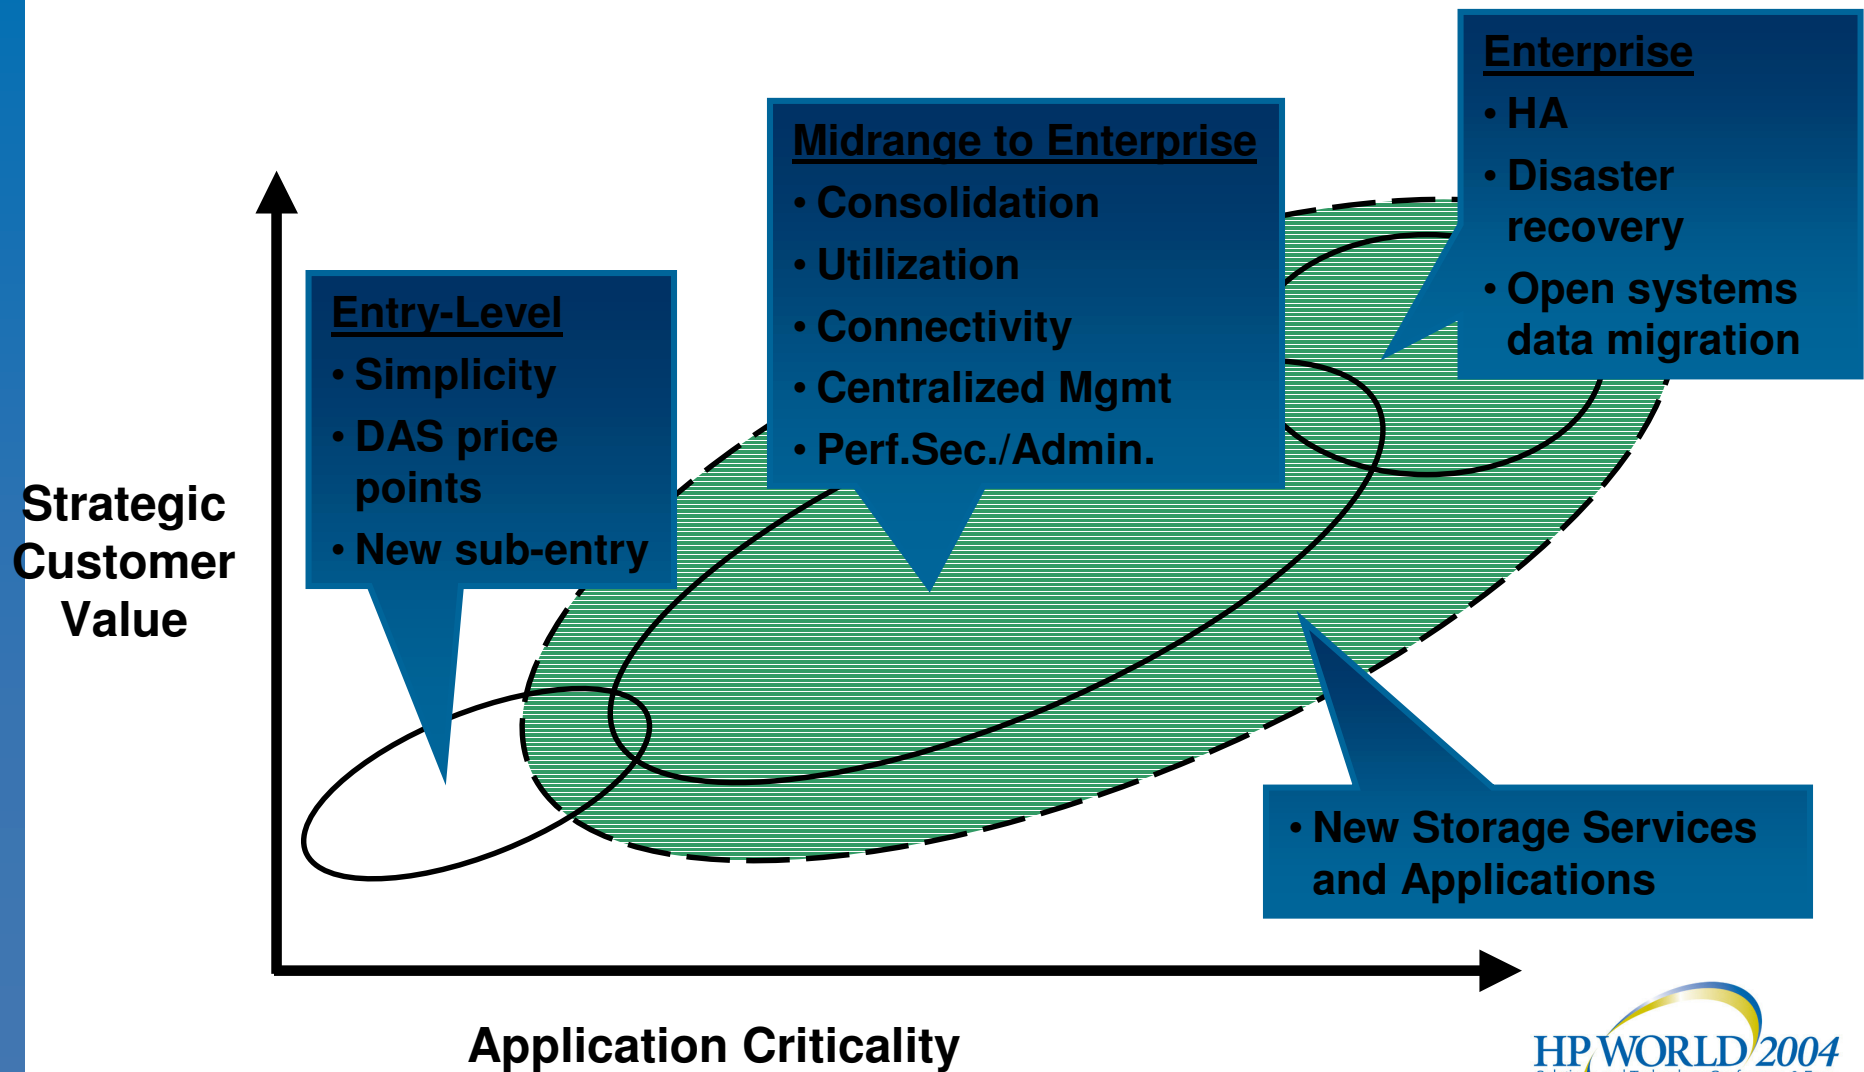 Enterprise
• HA
• Disaster
recovery
• Open systems
data migration
Midrange to Enterprise
• Consolidation
• Utilization
• Connectivity
• Centralized Mgmt
• Perf.Sec./Admin.
Entry-Level
• Simplicity
• DAS price
points
• New sub-entry
Strategic
Customer
Value
• New Storage Services
and Applications
Application Criticality
HP WORLD 2004